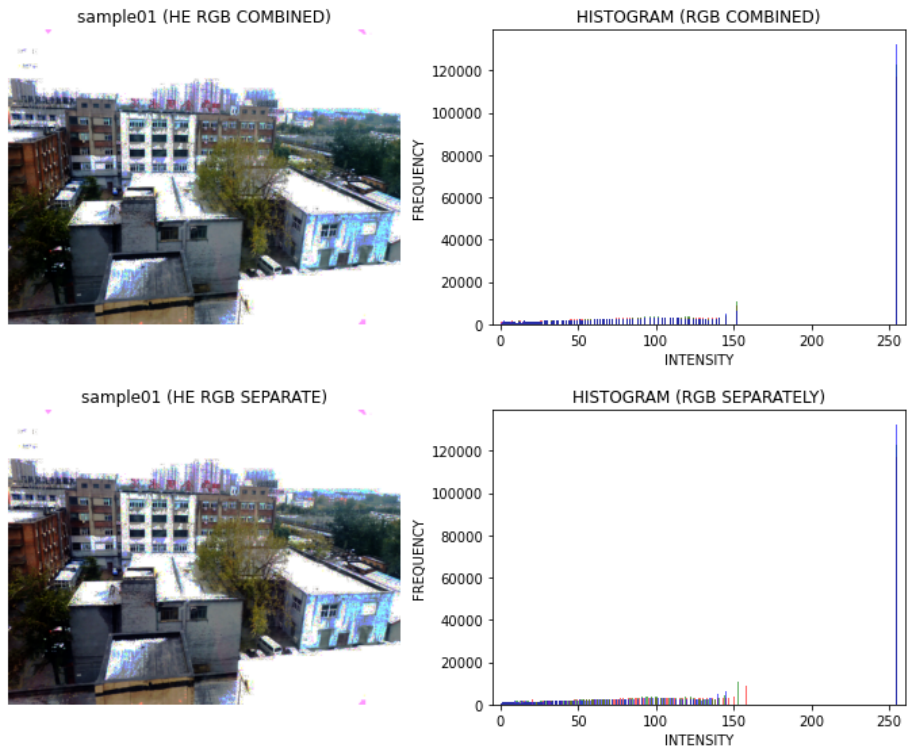 sample01 (HE RGB COMBINED)
HISTOGRAM (RGB COMBINED)
FREQUENCY
120000
100000
80000
60000
40000
20000
0
0 50 100 150 200 250
INTENSITY
sample01 (HE RGB SEPARATE)
HISTOGRAM (RGB SEPARATELY)
FREQUENCY
120000
100000
80000
60000
40000
20000
0
0 50 100 150 200 250
INTENSITY